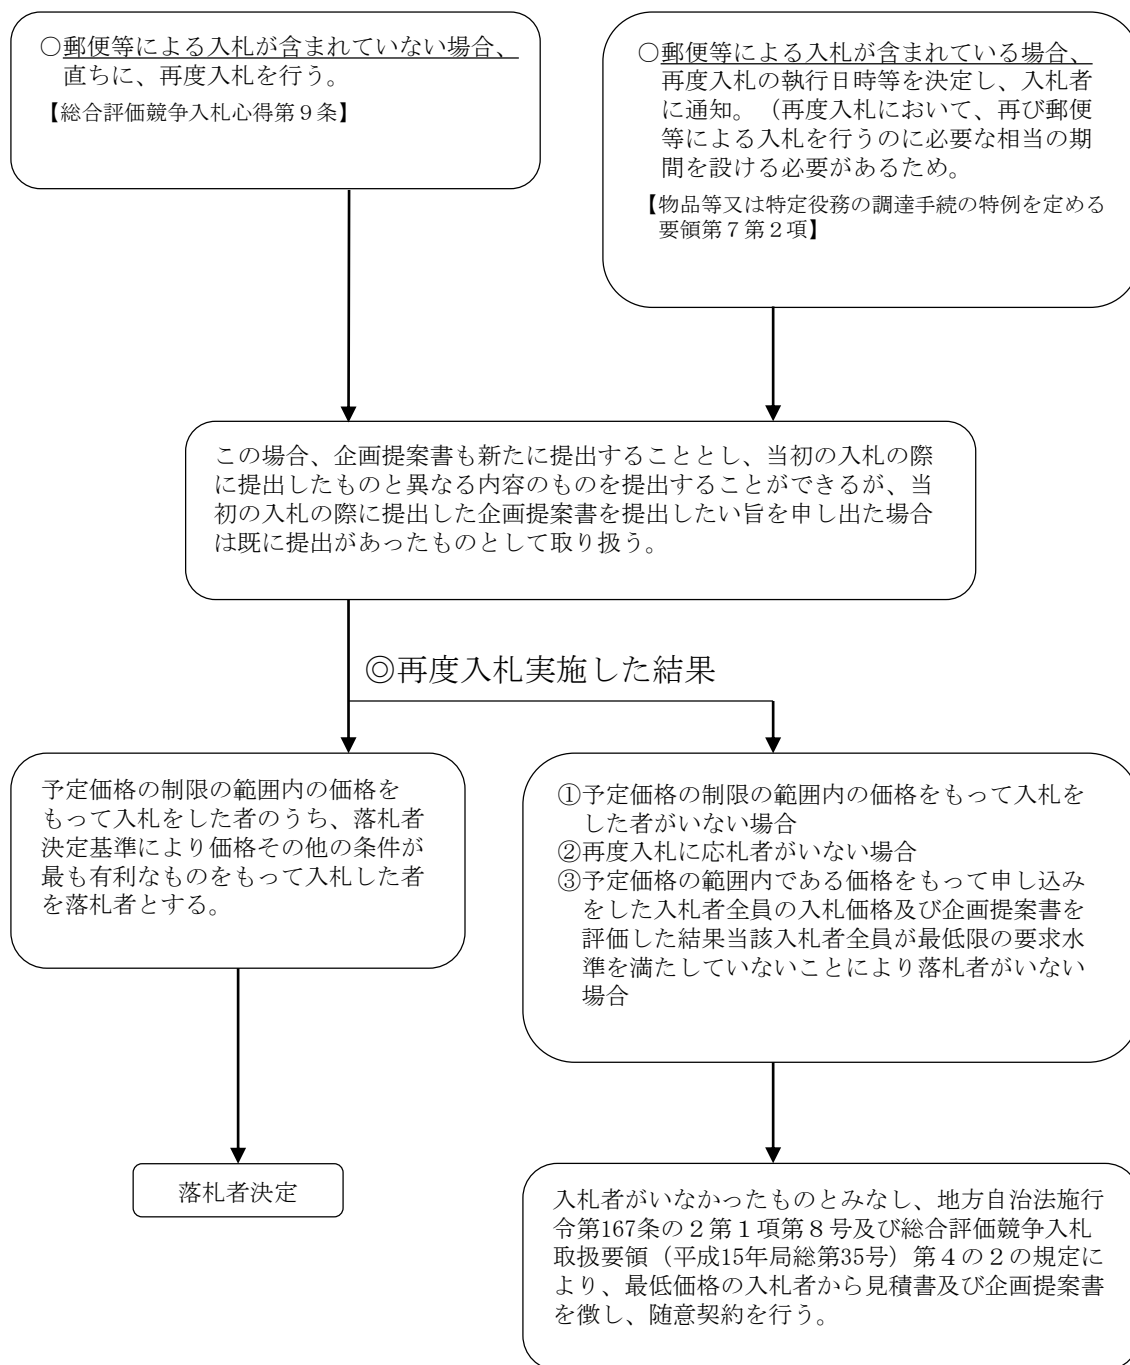 ○郵便等による入札が含まれていない場合、
直ちに、再度入札を行う。
【総合評価競争入札心得第９条】
○郵便等による入札が含まれている場合、
再度入札の執行日時等を決定し、入札者
に通知。（再度入札において、再び郵便
等による入札を行うのに必要な相当の期
間を設ける必要があるため。
【物品等又は特定役務の調達手続の特例を定める
要領第７第２項】
この場合、企画提案書も新たに提出することとし、当初の入札の際
に提出したものと異なる内容のものを提出することができるが、当
初の入札の際に提出した企画提案書を提出したい旨を申し出た場合
は既に提出があったものとして取り扱う。
◎再度入札実施した結果
予定価格の制限の範囲内の価格を
もって入札をした者のうち、落札者
決定基準により価格その他の条件が
最も有利なものをもって入札した者
を落札者とする。
①予定価格の制限の範囲内の価格をもって入札を
した者がいない場合
②再度入札に応札者がいない場合
③予定価格の範囲内である価格をもって申し込み
をした入札者全員の入札価格及び企画提案書を
評価した結果当該入札者全員が最低限の要求水
準を満たしていないことにより落札者がいない
場合
落札者決定
入札者がいなかったものとみなし、地方自治法施行
令第167条の２第１項第８号及び総合評価競争入札
取扱要領（平成15年局総第35号）第４の２の規定に
より、最低価格の入札者から見積書及び企画提案書
を徴し、随意契約を行う。